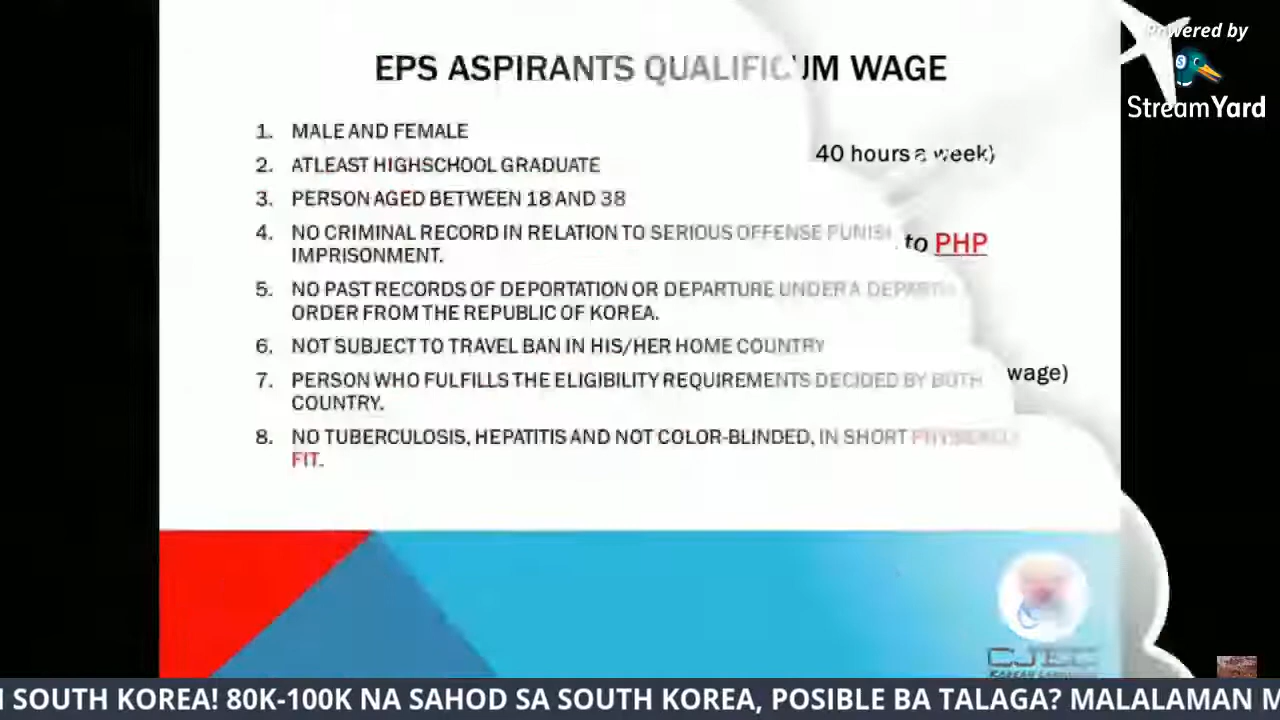 Powered by
StreamYard
EPS ASPIRANTS QUALIFIC
UM WAGE
1. MALE AND FEMALE
40 hours a week)
2. ATLEAST HIGHSCHOOL GRADUATE
3. PERSON AGED BETWEEN 18 AND 38
4. NO CRIMINAL RECORD IN RELATION TO SERIOUS OFFENSE
to PHP
IMPRISONMENT.
5. NO PAST RECORDS OF DEPORTATION OR DEPARTURE UNDER A
ORDER FROM THE REPUBLIC OF KOREA.
6. NOT SUBJECT TO TRAVEL BAN IN HIS/HER HOME COUNTRY
7. PERSON WHO FULFILLS THE ELIGIBILITY REQUIREMENTS DECIDED BY BOTH
wage)
COUNTRY.
8. NO TUBERCULOSIS, HEPATITIS AND NOT COLOR-BLINDED, IN SHORT PHYSICALLY
FIT.
SOUTH KOREA! 80K-100K NA SAHOD SA SOUTH KOREA, POSIBLE BA TALAGA? MALALAMAN